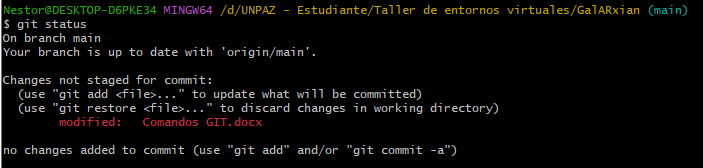 Nestor@DESKTOP-D6PKE34 MINGW64 /d/UNPAZ - Estudiante/Taller de entornos virtuales/GalARxian (main)
$ git status
On branch main
Your branch is up to date with 'origin/main'.

Changes not staged for commit:
  (use "git add <file>..." to update what will be committed)
  (use "git restore <file>..." to discard changes in working directory)
        modified:   Comandos GIT.docx

no changes added to commit (use "git add" and/or "git commit -a")